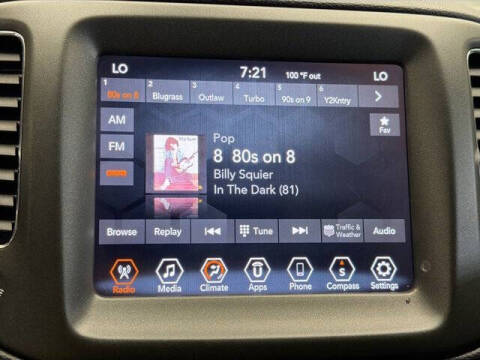 LO 7:21 100 °F out LO
1 2 3 4 5 6
80s on 8 Blugrass Outlaw Turbo 90s on 9 Y2Kntry
AM
FM
Fav
Pop
8 80s on 8
Billy Squier
In The Dark (81)
Browse Replay Tune Traffic & Weather Audio
Radio Media Climate Apps Phone Compass Settings
S